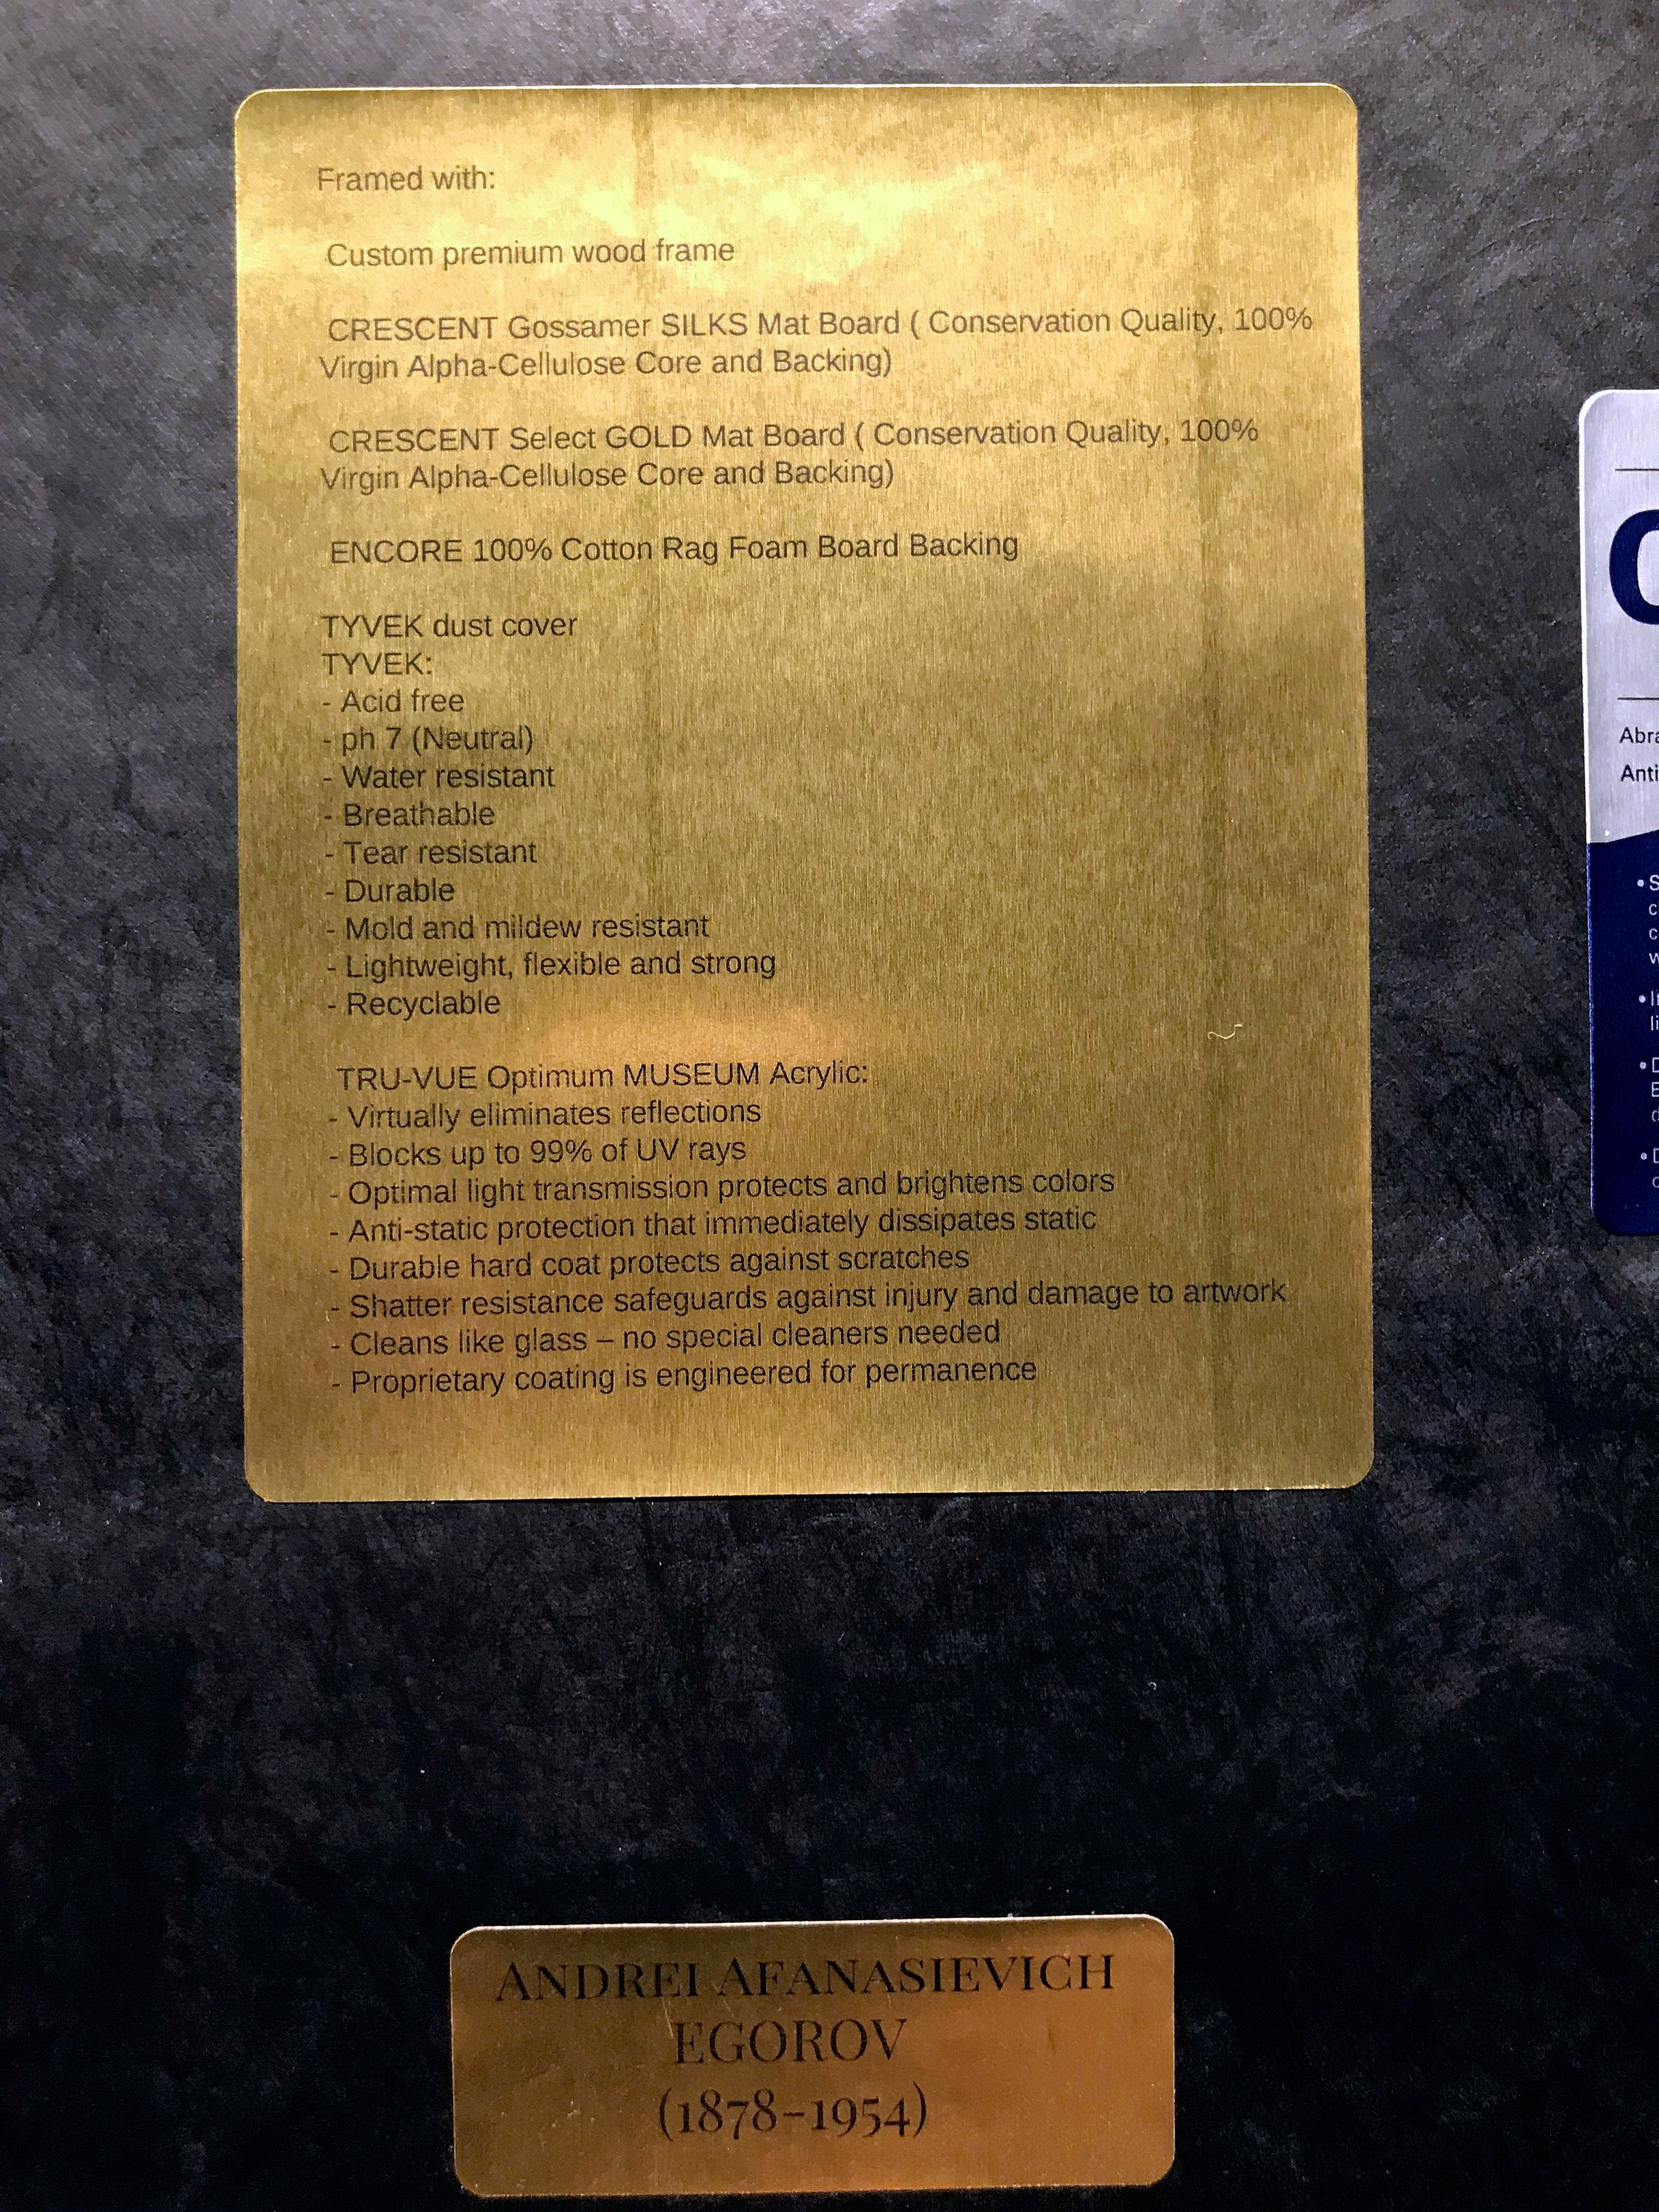 Framed with:
Custom premium wood frame
CRESCENT Gossamer SILKS Mat Board ( Conservation Quality, 100%
Virgin Alpha-Cellulose Core and Backing)
CRESCENT Select GOLD Mat Board ( Conservation Quality, 100%
Virgin Alpha-Cellulose Core and Backing)
ENCORE 100% Cotton Rag Foam Board Backing
TYVEK dust cover
TYVEK:
- Acid free
- ph 7 (Neutral)
- Water resistant
- Breathable
- Tear resistant
- Durable
- Mold and mildew resistant
- Lightweight, flexible and strong
- Recyclable
TRU-VUE Optimum MUSEUM Acrylic:
- Virtually eliminates reflections
- Blocks up to 99% of UV rays
- Optimal light transmission protects and brightens colors
- Anti-static protection that immediately dissipates static
- Durable hard coat protects against scratches
- Shatter resistance safeguards against injury and damage to artwork
- Cleans like glass – no special cleaners needed
- Proprietary coating is engineered for permanence
ANDREI AFANASIEVICH
EGOROV
(1878–1954)